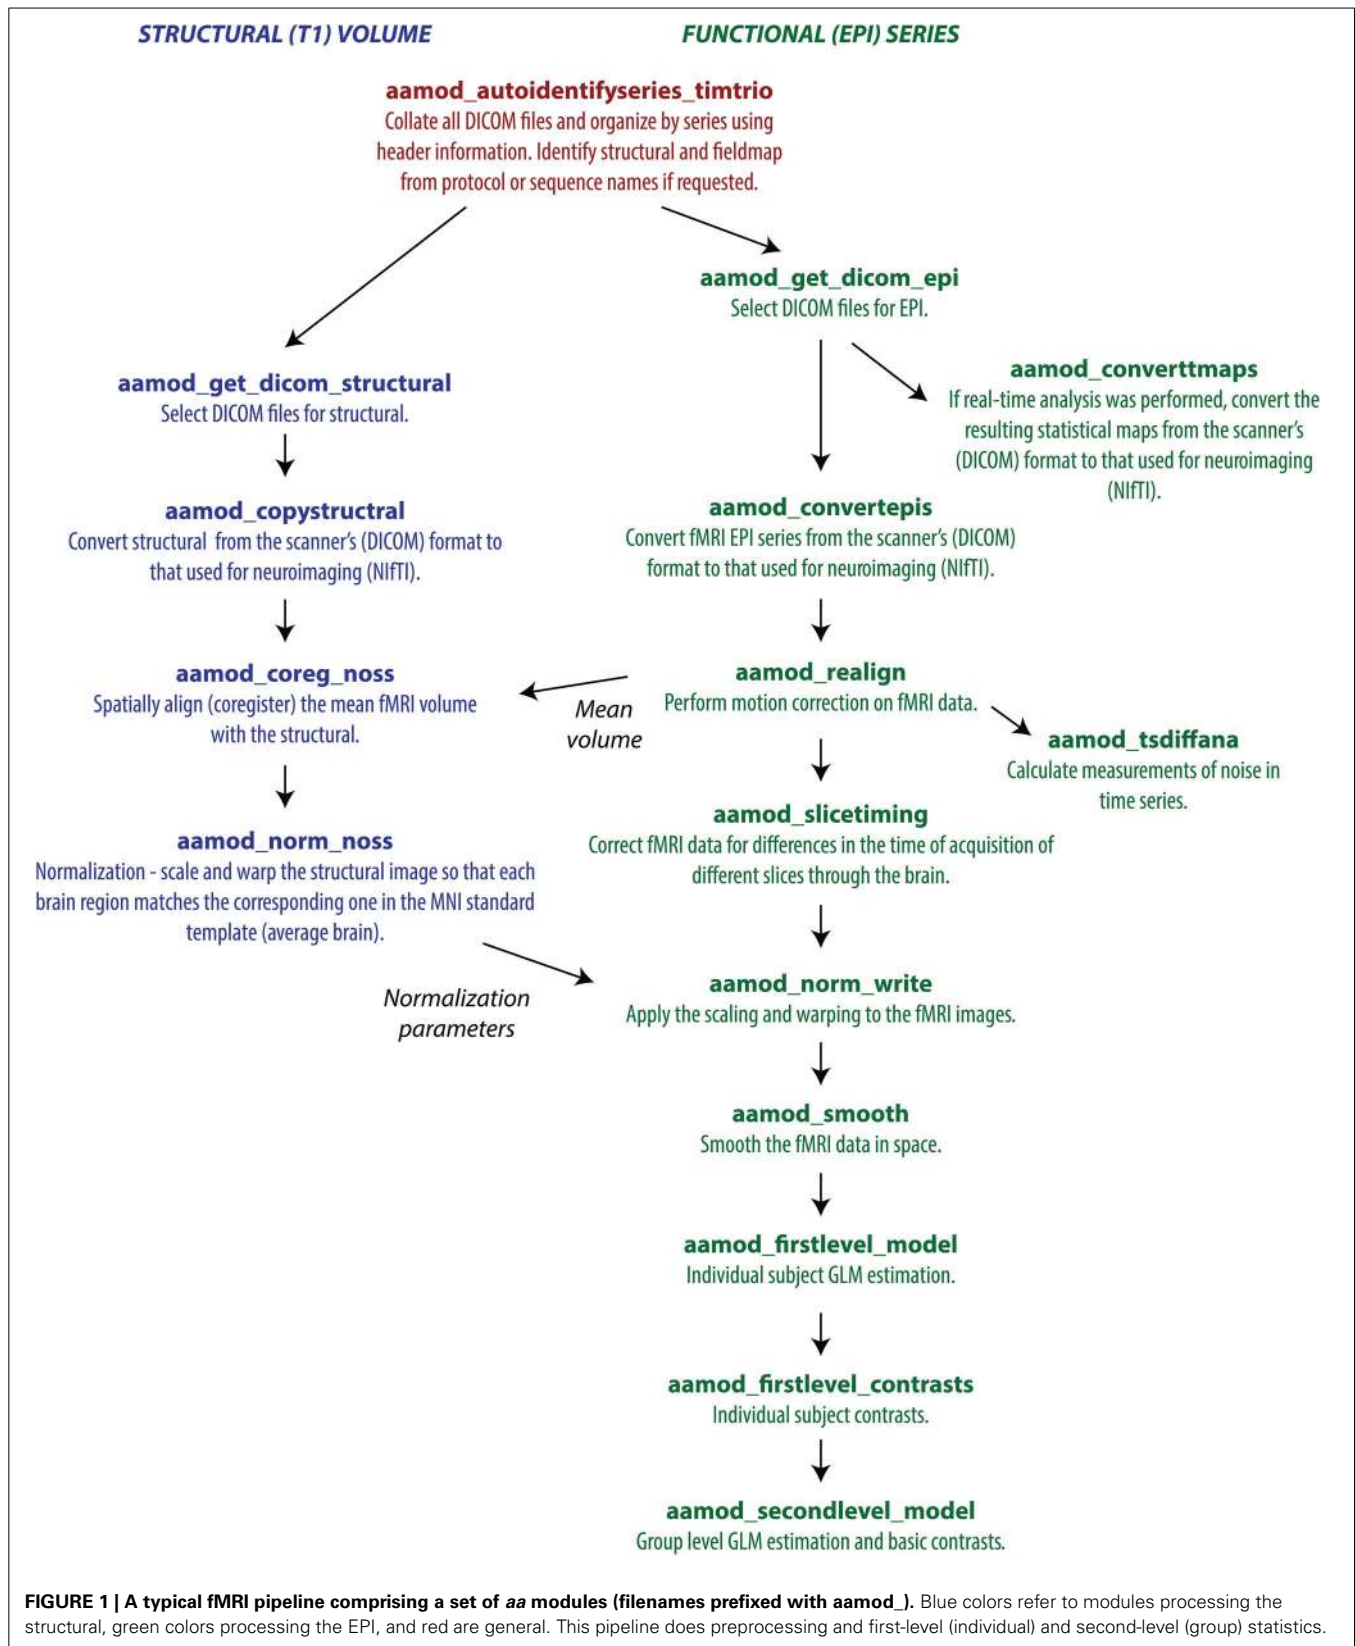 STRUCTURAL (T1) VOLUME
FUNCTIONAL (EPI) SERIES
aamod_autoidentifyseries_timtrio
Collate all DICOM files and organize by series using
header information. Identify structural and fieldmap
from protocol or sequence names if requested.
aamod_get_dicom_epi
Select DICOM files for EPI.
aamod_converttmaps
If real-time analysis was performed, convert the
resulting statistical maps from the scanner's
(DICOM) format to that used for neuroimaging
(NIfTI).
aamod_get_dicom_structural
Select DICOM files for structural.
aamod_copystructral
Convert structural from the scanner's (DICOM) format to
that used for neuroimaging (NIfTI).
aamod_convertepis
Convert fMRI EPI series from the scanner's (DICOM)
format to that used for neuroimaging (NIfTI).
aamod_coreg_noss
Spatially align (coregister) the mean fMRI volume
with the structural.
Mean
volume
aamod_realign
Perform motion correction on fMRI data.
aamod_tsdiffana
Calculate measurements of noise in
time series.
aamod_slicetiming
Correct fMRI data for differences in the time of acquisition of
different slices through the brain.
aamod_norm_noss
Normalization - scale and warp the structural image so that each
brain region matches the corresponding one in the MNI standard
template (average brain).
Normalization
parameters
aamod_norm_write
Apply the scaling and warping to the fMRI images.
aamod_smooth
Smooth the fMRI data in space.
aamod_firstlevel_model
Individual subject GLM estimation.
aamod_firstlevel_contrasts
Individual subject contrasts.
aamod_secondlevel_model
Group level GLM estimation and basic contrasts.
FIGURE 1 | A typical fMRI pipeline comprising a set of aa modules (filenames prefixed with aamod_). Blue colors refer to modules processing the
structural, green colors processing the EPI, and red are general. This pipeline does preprocessing and first-level (individual) and second-level (group) statistics.